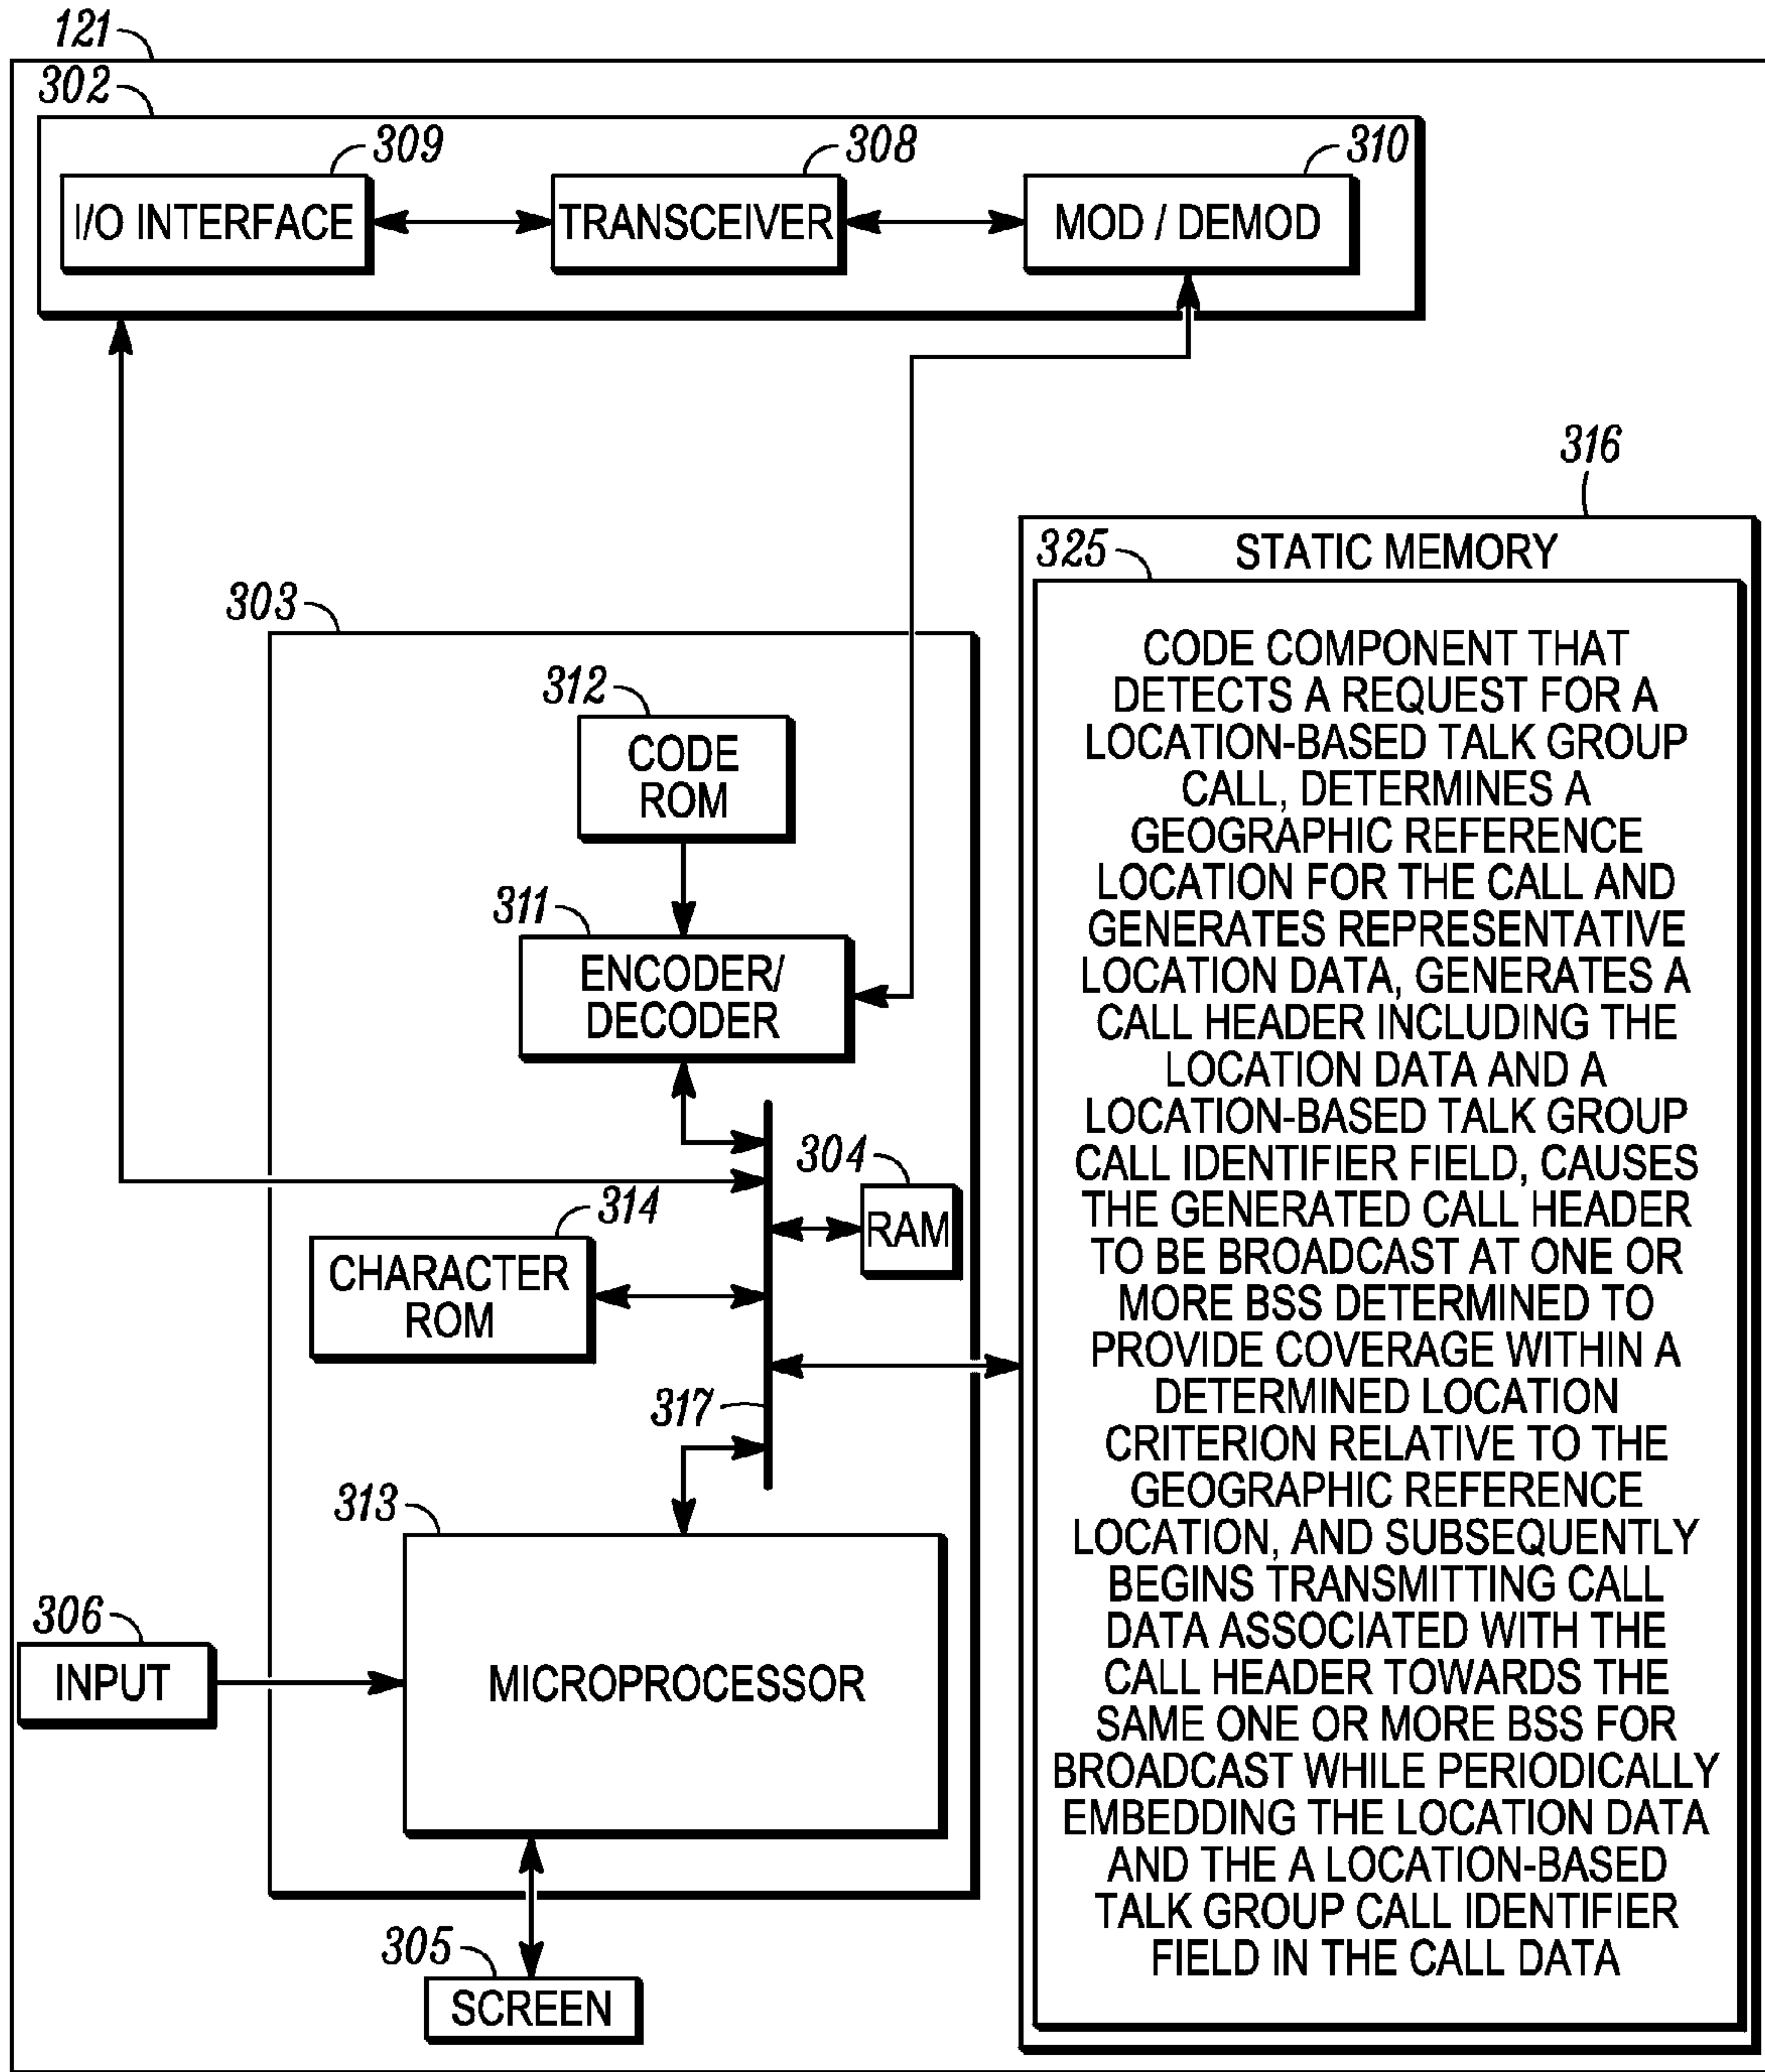 121
302
309
308
310
I/O INTERFACE
TRANSCEIVER
MOD / DEMOD
316
325
STATIC MEMORY
303
312
CODE
ROM
311
ENCODER/
DECODER
304
RAM
314
CHARACTER
ROM
317
313
MICROPROCESSOR
306
INPUT
305
SCREEN
CODE COMPONENT THAT
DETECTS A REQUEST FOR A
LOCATION-BASED TALK GROUP
CALL, DETERMINES A
GEOGRAPHIC REFERENCE
LOCATION FOR THE CALL AND
GENERATES REPRESENTATIVE
LOCATION DATA, GENERATES A
CALL HEADER INCLUDING THE
LOCATION DATA AND A
LOCATION-BASED TALK GROUP
CALL IDENTIFIER FIELD, CAUSES
THE GENERATED CALL HEADER
TO BE BROADCAST AT ONE OR
MORE BSS DETERMINED TO
PROVIDE COVERAGE WITHIN A
DETERMINED LOCATION
CRITERION RELATIVE TO THE
GEOGRAPHIC REFERENCE
LOCATION, AND SUBSEQUENTLY
BEGINS TRANSMITTING CALL
DATA ASSOCIATED WITH THE
CALL HEADER TOWARDS THE
SAME ONE OR MORE BSS FOR
BROADCAST WHILE PERIODICALLY
EMBEDDING THE LOCATION DATA
AND THE A LOCATION-BASED
TALK GROUP CALL IDENTIFIER
FIELD IN THE CALL DATA